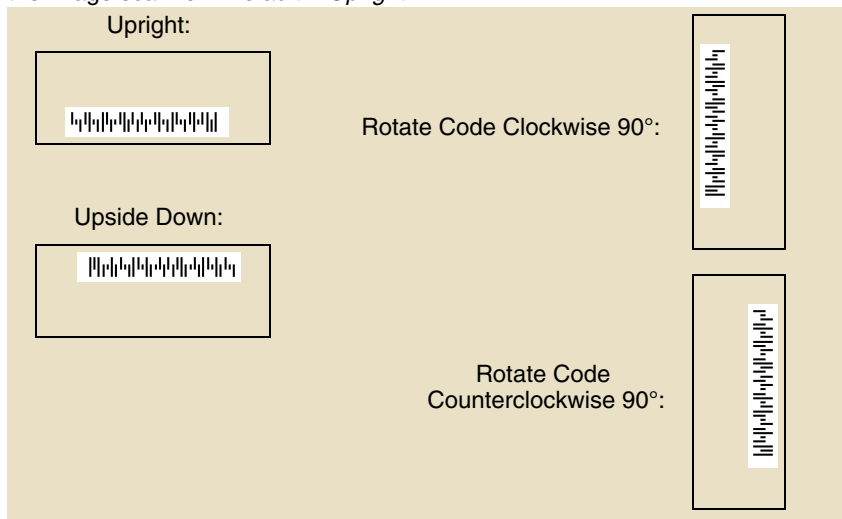 Upright:
Rotate Code Clockwise 90°:
Upside Down:
Rotate Code
Counterclockwise 90°: